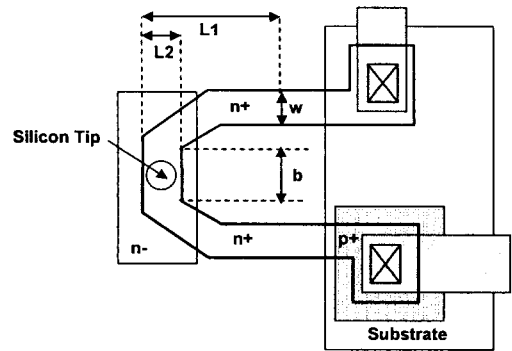 L1
L2
n+
w
Silicon Tip
b
n-
n+
p+
Substrate